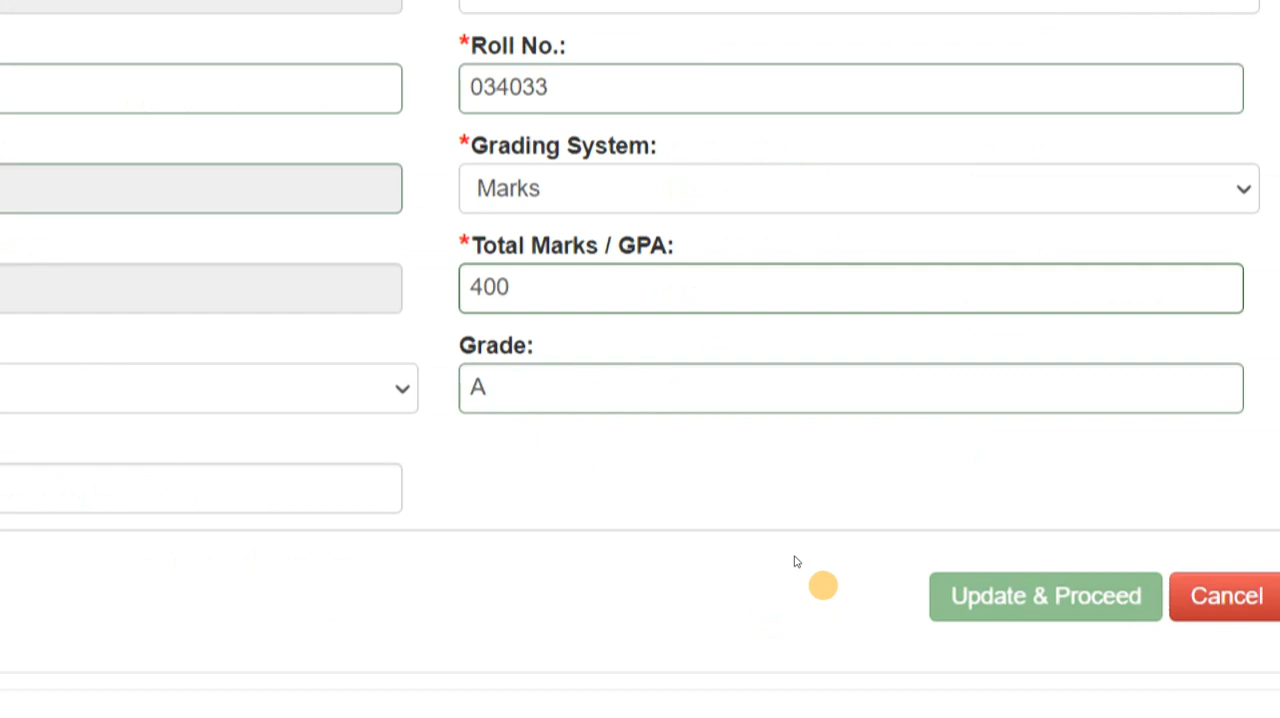 *Roll No.:
034033
*Grading System:
Marks
*Total Marks / GPA:
400
Grade:
A
Update & Proceed
Cancel